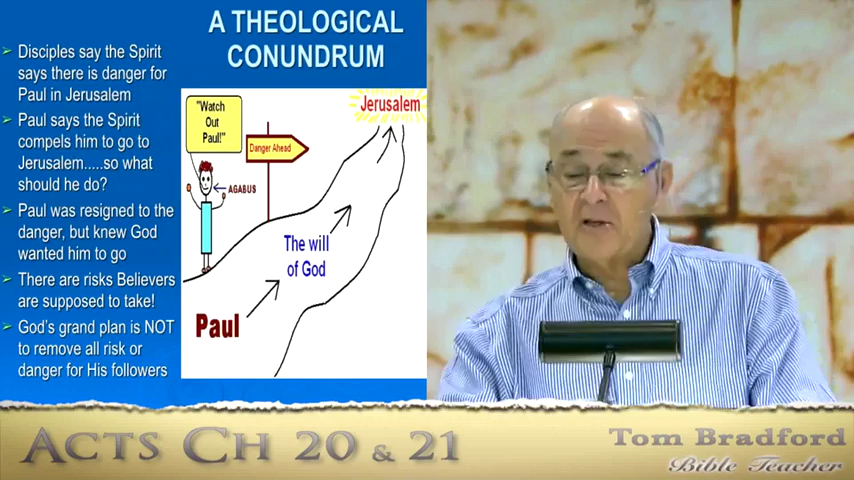 A THEOLOGICAL
CONUNDRUM
Disciples say the Spirit
says there is danger for
Paul in Jerusalem
Paul says the Spirit
compels him to go to
Jerusalem.....so what
should he do?
Paul was resigned to the
danger, but knew God
wanted him to go
There are risks Believers
are supposed to take!
God's grand plan is NOT
to remove all risk or
danger for His followers
"Watch
Out
Paul!"
Danger Ahead
Jerusalem
AGABUS
The will
of God
Paul
ACTS CH 20 & 21
Tom Bradford
Bible Teacher